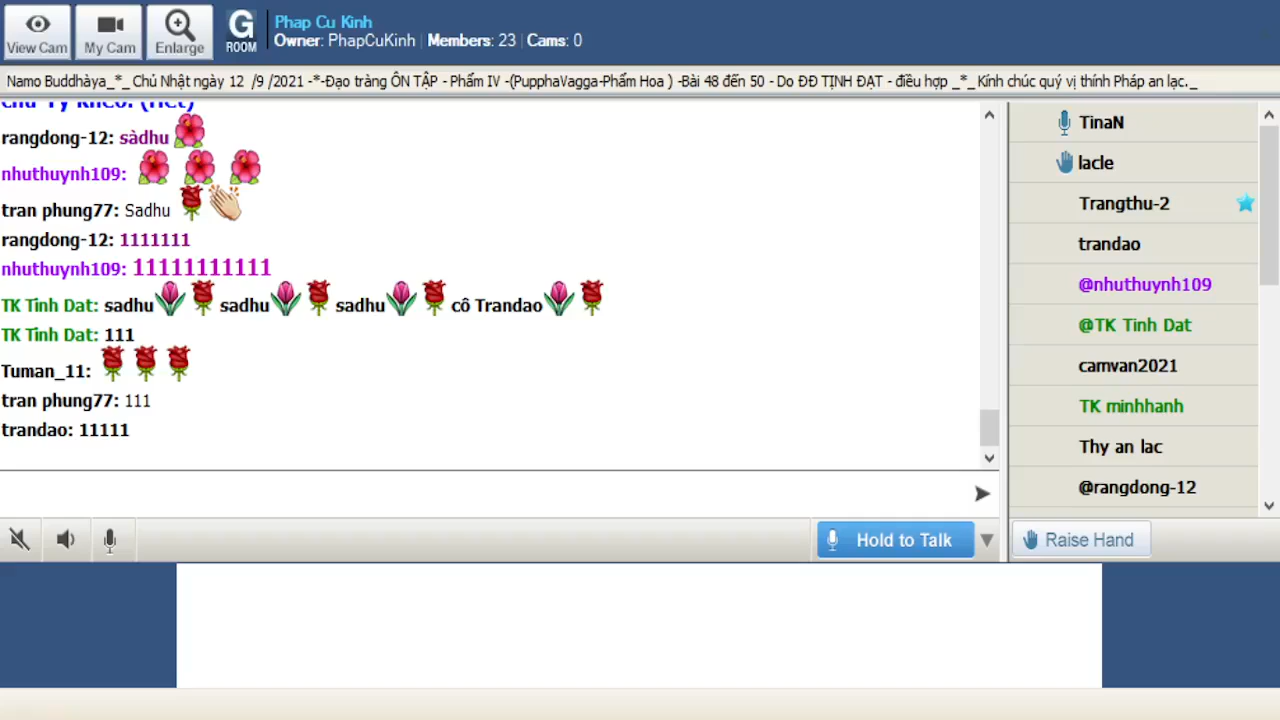 View Cam
My Cam
Enlarge
G
ROOM
Phap Cu Kinh
Owner: PhapCuKinh | Members: 23 | Cams: 0
Namo Buddhàya_*_ Chủ Nhật ngày 12 /9 /2021 -*-Đạo tràng ÔN TẬP - Phẩm IV -(PupphaVagga-Phẩm Hoa ) -Bài 48 đến 50 - Do ĐĐ TỊNH ĐẠT - điều hợp _*_ Kính chúc quý vị thính Pháp an lạc._
chư Tỳ kheo. (Hết)
rangdong-12: sàdhu
nhuthuynh109:
tran phung77: Sadhu
rangdong-12: 1111111
nhuthuynh109: 11111111111
TK Tinh Dat: sadhu sadhu sadhu cô Trandao
TK Tinh Dat: 111
Tuman_11:
tran phung77: 111
trandao: 11111
Hold to Talk
TinaN
lacle
Trangthu-2
trandao
@nhuthuynh109
@TK Tinh Dat
camvan2021
TK minhhanh
Thy an lac
@rangdong-12
Raise Hand